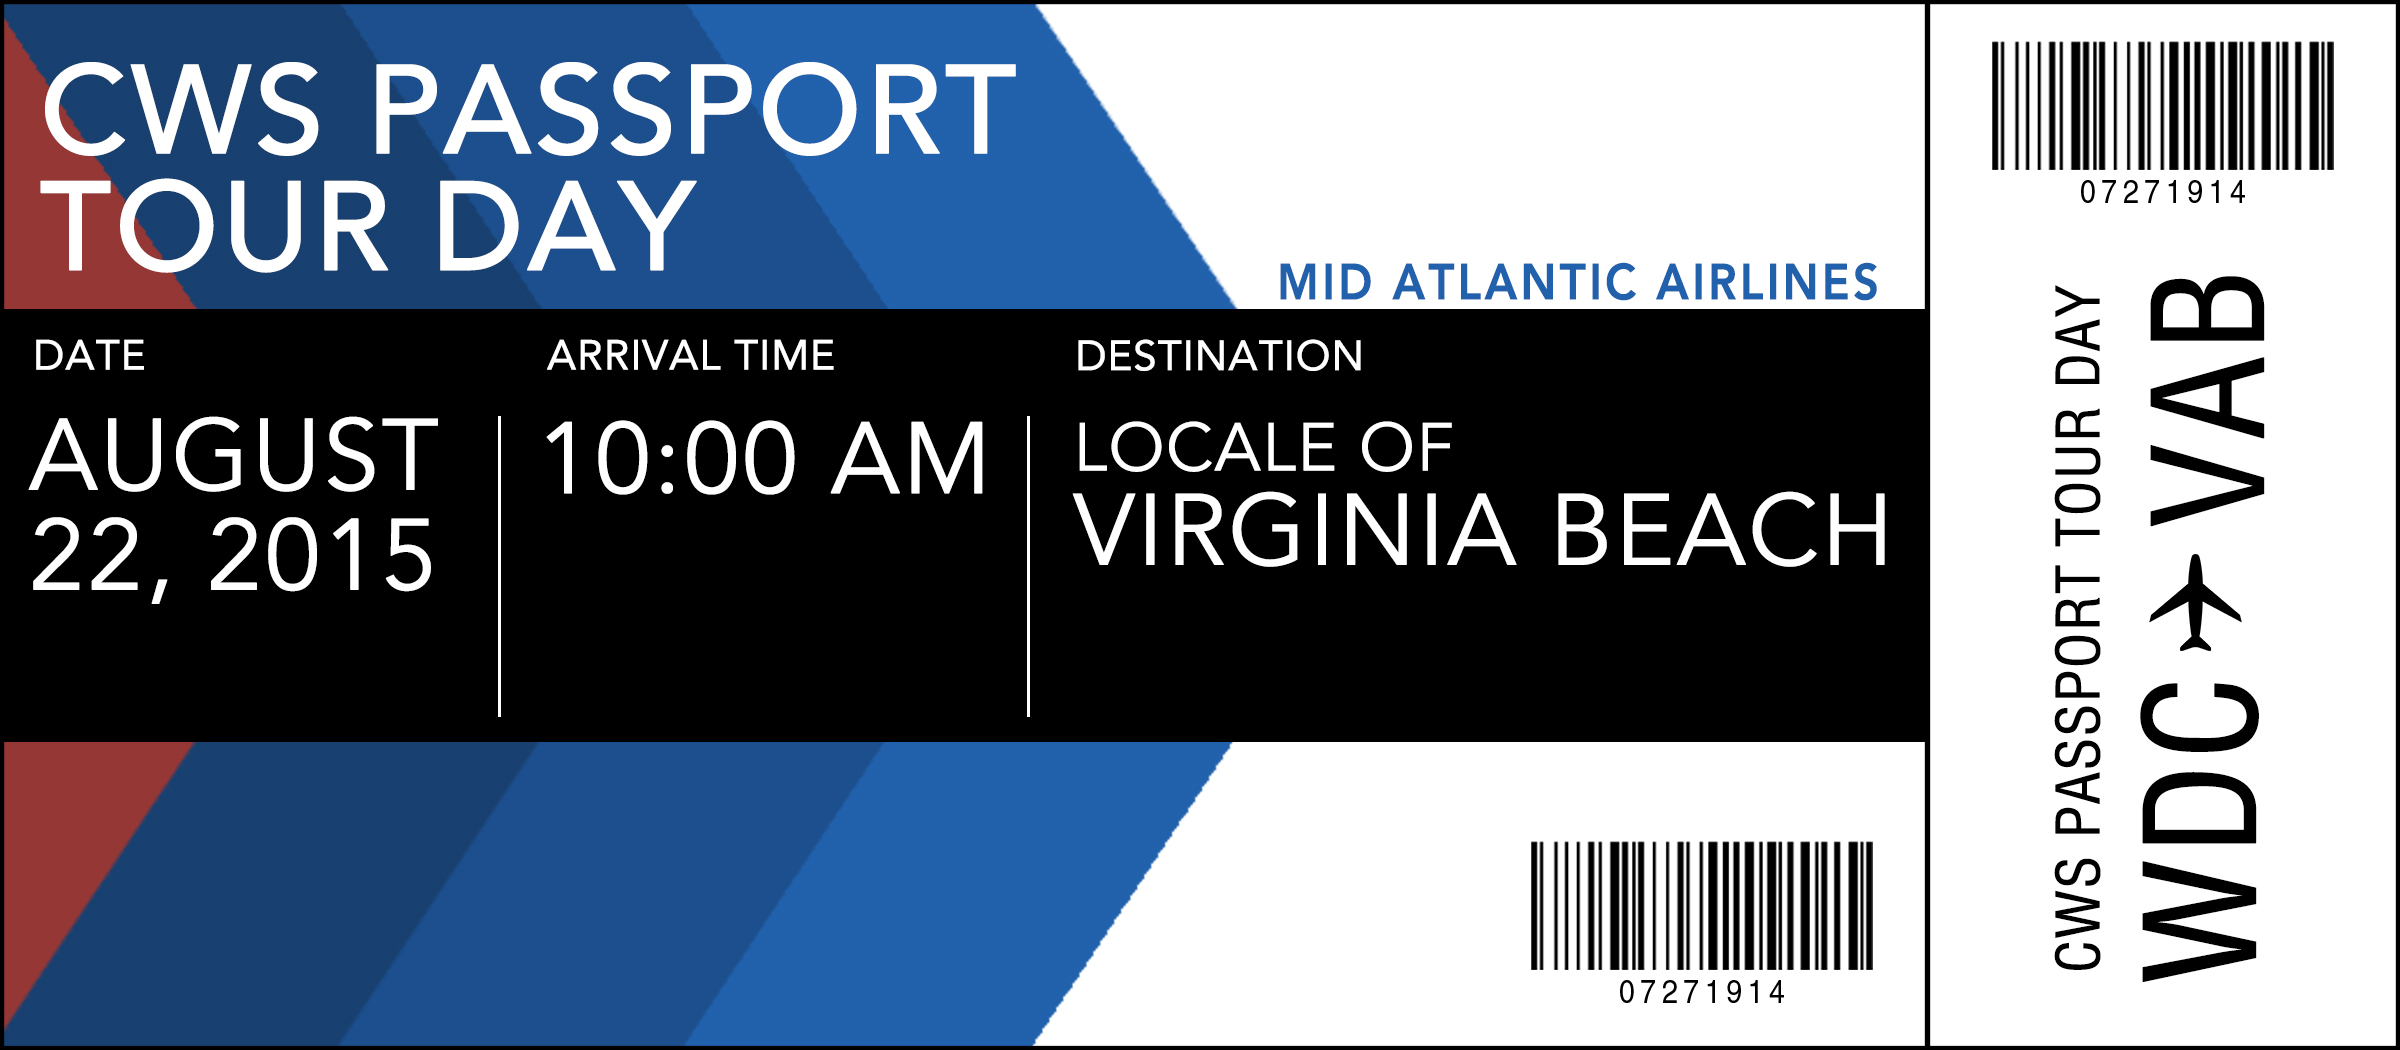 CWS PASSPORT
TOUR DAY
MID ATLANTIC AIRLINES
DATE
AUGUST
22, 2015
ARRIVAL TIME
10:00 AM
DESTINATION
LOCALE OF
VIRGINIA BEACH
07271914
07271914
CWS PASSPORT TOUR DAY
WDC VAB